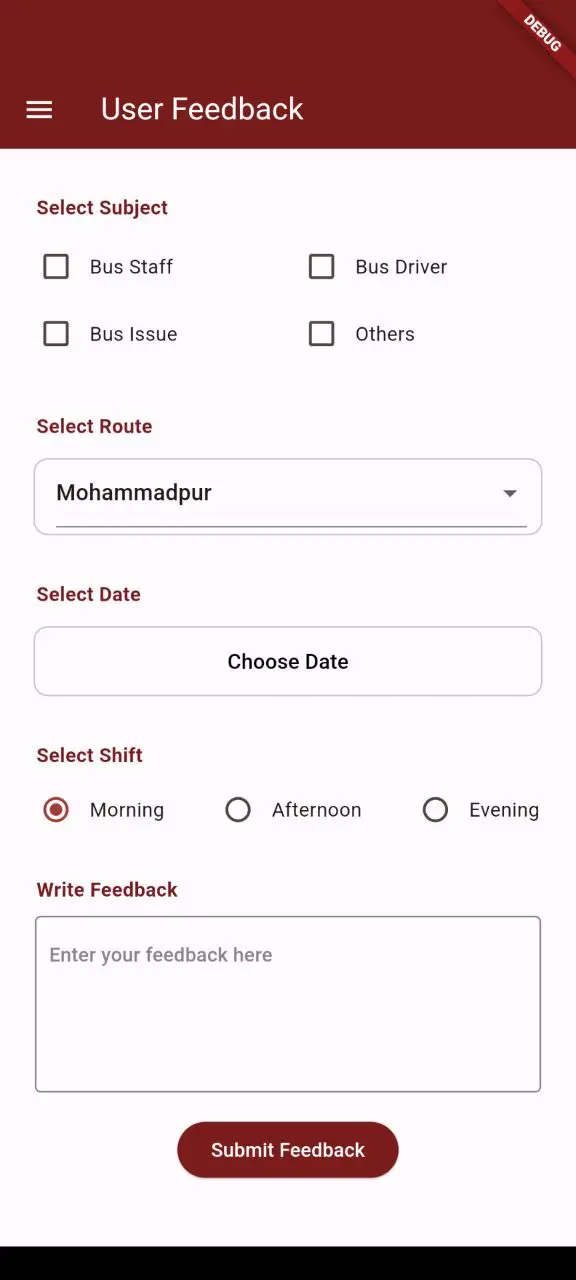 DEBUG
User Feedback
Select Subject
Bus Staff Bus Driver
Bus Issue Others
Select Route
Mohammadpur
Select Date
Choose Date
Select Shift
Morning Afternoon Evening
Write Feedback
Enter your feedback here
Submit Feedback